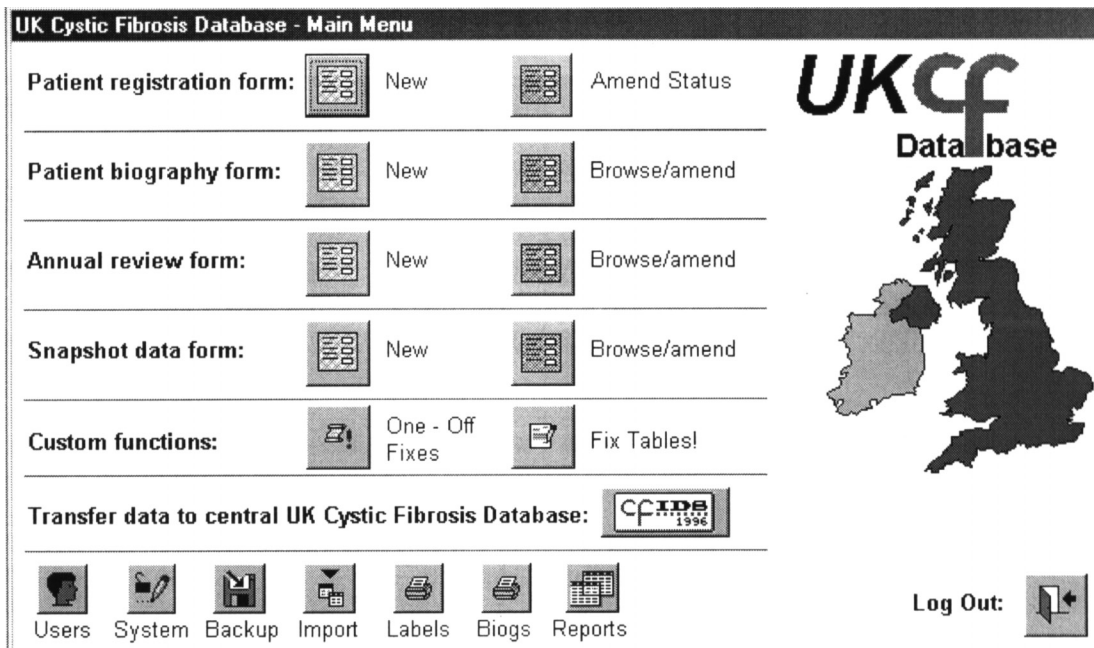 UK Cystic Fibrosis Database - Main Menu
UKCf
Database
Patient registration form: New Amend Status
Patient biography form: New Browse/amend
Annual review form: New Browse/amend
Snapshot data form: New Browse/amend
Custom functions: One - Off Fixes Fix Tables!
Transfer data to central UK Cystic Fibrosis Database: CF IDS 1996
Users System Backup Import Labels Biogs Reports
Log Out: